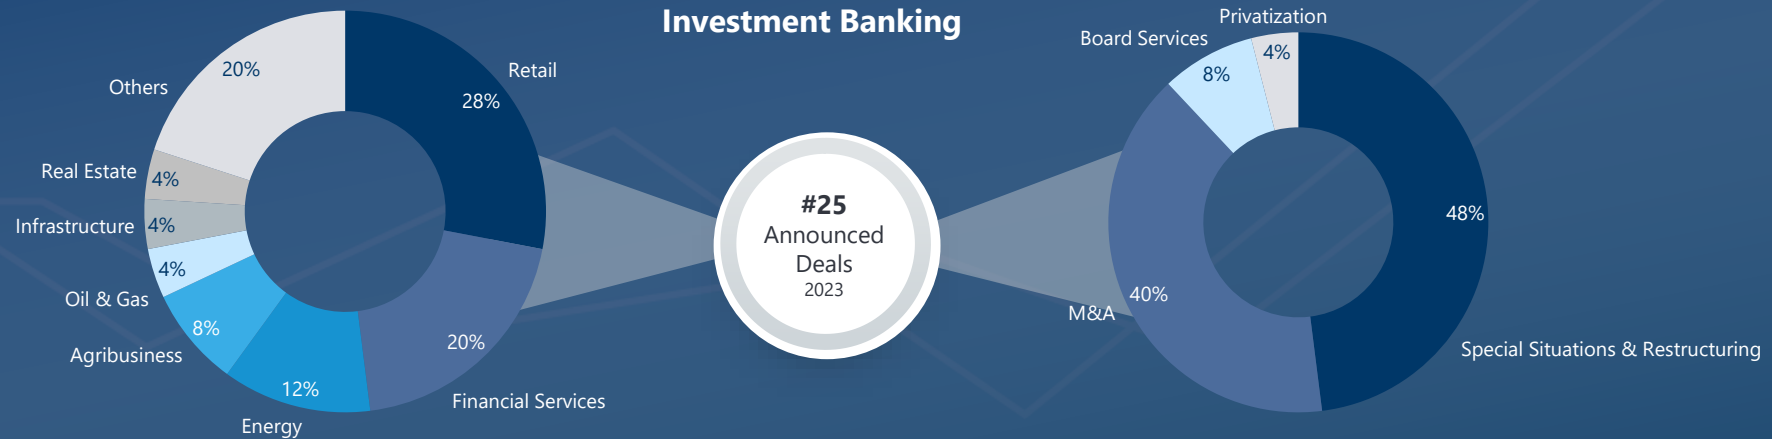 Investment Banking
Retail
28%
Financial Services
20%
Energy
12%
Agribusiness
8%
Oil & Gas
4%
Infrastructure
4%
Real Estate
4%
Others
20%
#25
Announced
Deals
2023
Privatization
4%
Board Services
8%
M&A
40%
Special Situations & Restructuring
48%